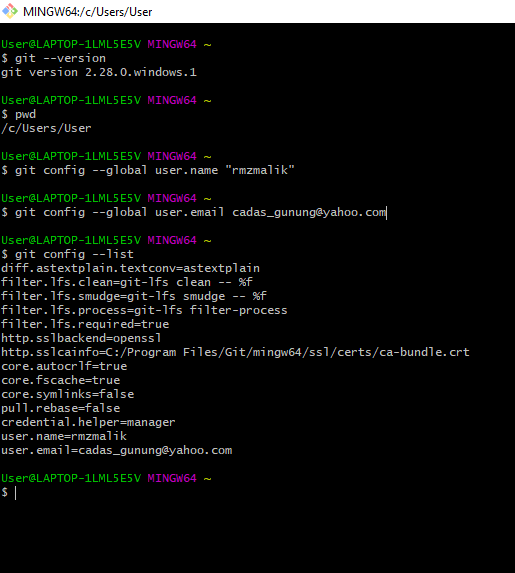 MINGW64:/c/Users/User
User@LAPTOP-1LML5E5V MINGW64 ~
$ git --version
git version 2.28.0.windows.1
User@LAPTOP-1LML5E5V MINGW64 ~
$ pwd
/c/Users/User
User@LAPTOP-1LML5E5V MINGW64 ~
$ git config --global user.name "rmzmalik"
User@LAPTOP-1LML5E5V MINGW64 ~
$ git config --global user.email cadas_gunung@yahoo.com
User@LAPTOP-1LML5E5V MINGW64 ~
$ git config --list
diff.astextplain.textconv=astextplain
filter.lfs.clean=git-lfs clean -- %f
filter.lfs.smudge=git-lfs smudge -- %f
filter.lfs.process=git-lfs filter-process
filter.lfs.required=true
http.sslbackend=openssl
http.sslcainfo=C:/Program Files/Git/mingw64/ssl/certs/ca-bundle.crt
core.autocrlf=true
core.fscache=true
core.symlinks=false
pull.rebase=false
credential.helper=manager
user.name=rmzmalik
user.email=cadas_gunung@yahoo.com
User@LAPTOP-1LML5E5V MINGW64 ~
$